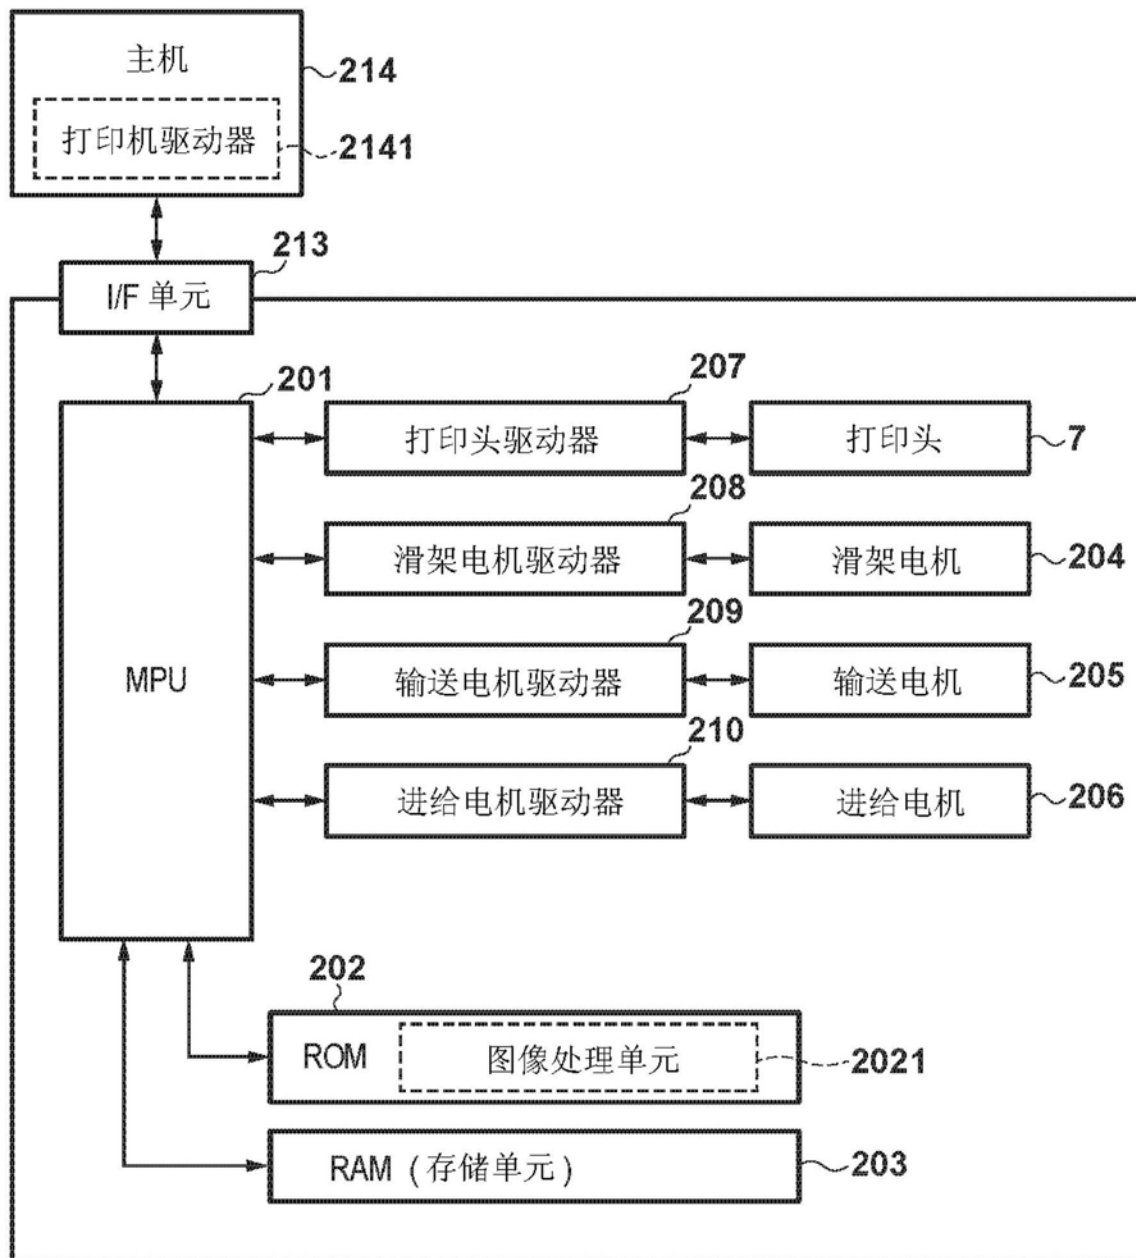 主机
214
打印机驱动器
2141
213
I/F 单元
201
207
打印头驱动器
打印头
7
208
滑架电机驱动器
滑架电机
204
209
MPU
输送电机驱动器
输送电机
205
210
进给电机驱动器
进给电机
206
202
ROM
图像处理单元
2021
RAM (存储单元)
203